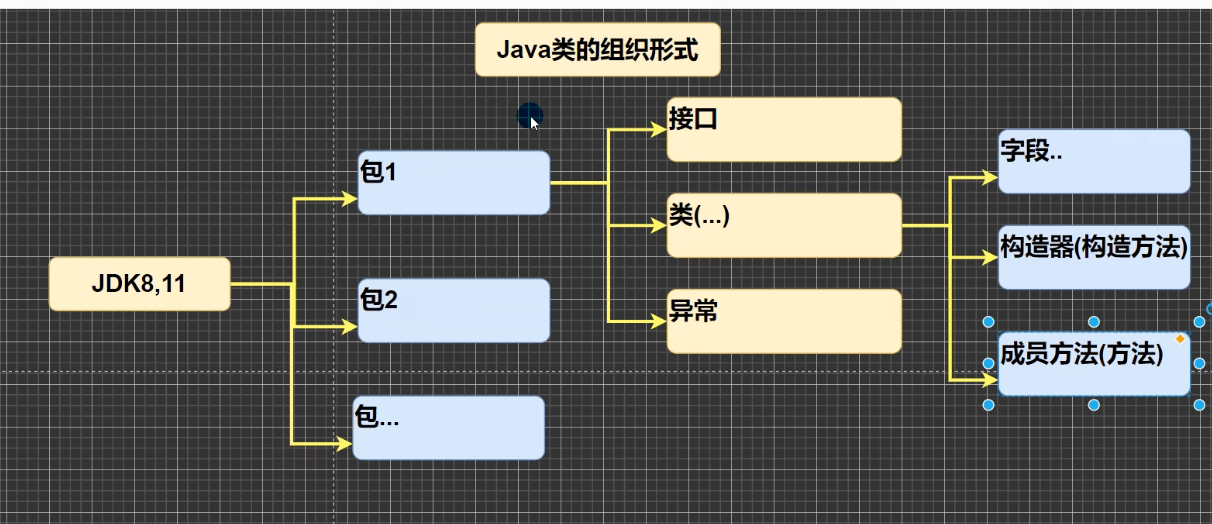 Java类的组织形式
JDK8,11
包1
包2
包...
接口
类(...)
异常
字段..
构造器(构造方法)
成员方法(方法)